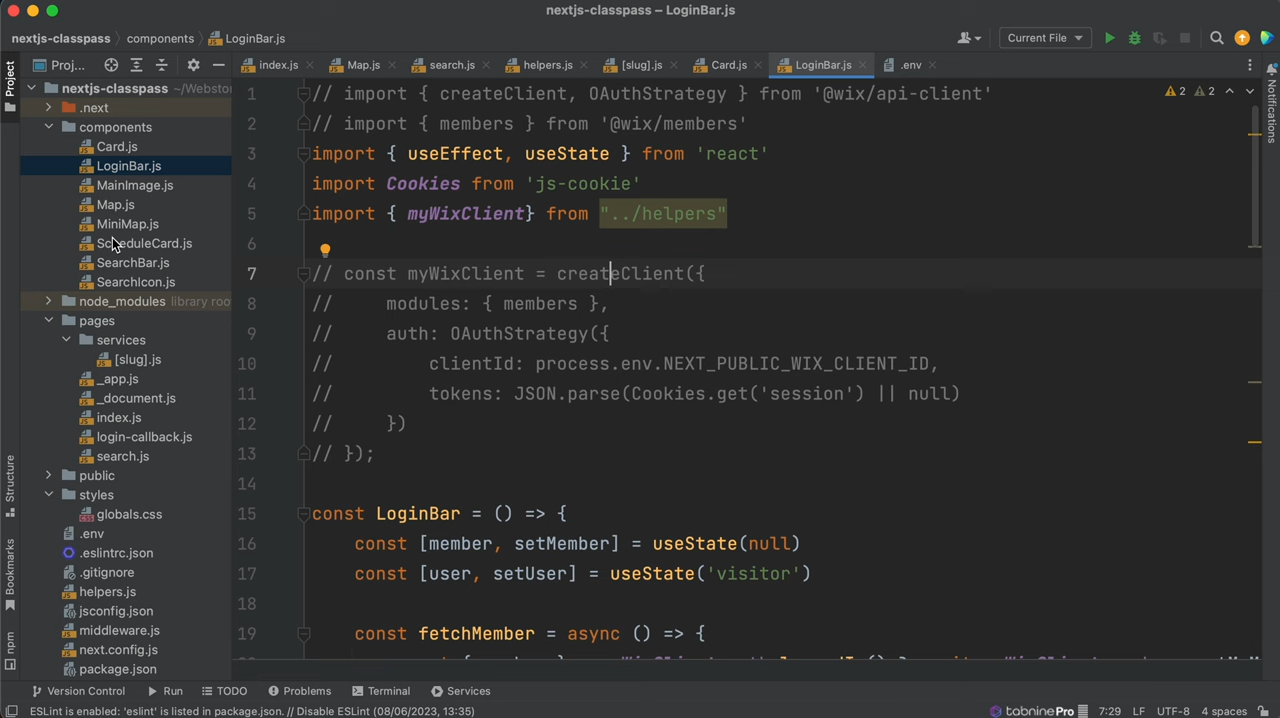 nextjs-classpass – LoginBar.js
nextjs-classpass components LoginBar.js Current File
Project Proj... index.js Map.js search.js helpers.js [slug].js Card.js LoginBar.js .env Notifications
nextjs-classpass ~/Websto
.next
components
Card.js
LoginBar.js
MainImage.js
Map.js
MiniMap.js
ScheduleCard.js
SearchBar.js
SearchIcon.js
node_modules library roo
pages
services
[slug].js
_app.js
_document.js
index.js
login-callback.js
search.js
public
styles
globals.css
.env
.eslintrc.json
.gitignore
helpers.js
jsconfig.json
middleware.js
next.config.js
package.json
Structure
Bookmarks
npm
2 2
1 // import { createClient, OAuthStrategy } from '@wix/api-client'
2 // import { members } from '@wix/members'
3 import { useEffect, useState } from 'react'
4 import Cookies from 'js-cookie'
5 import { myWixClient} from "../helpers"
6
7 // const myWixClient = createClient({
8 // modules: { members },
9 // auth: OAuthStrategy({
10 // clientId: process.env.NEXT_PUBLIC_WIX_CLIENT_ID,
11 // tokens: JSON.parse(Cookies.get('session') || null)
12 // })
13 // });
14
15 const LoginBar = () => {
16 const [member, setMember] = useState(null)
17 const [user, setUser] = useState('visitor')
18
19 const fetchMember = async () => {
Version Control Run TODO Problems Terminal Services
ESLint is enabled: 'eslint' is listed in package.json. // Disable ESLint (08/06/2023, 13:35) tabninePro 7:29 LF UTF-8 4 spaces